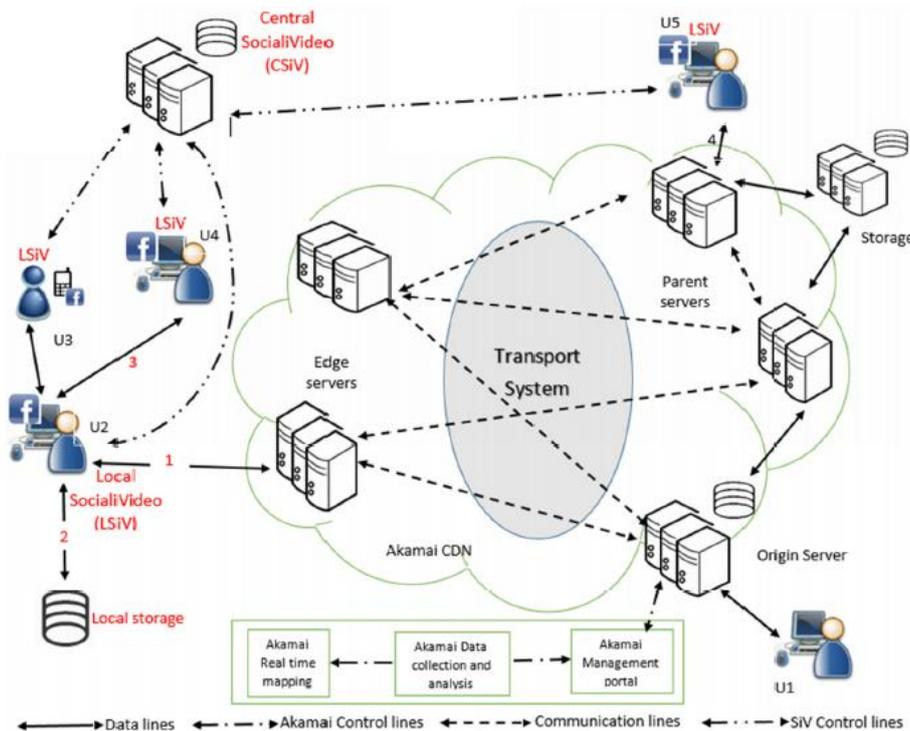 Central
SocialiVideo
(CSiV)
U5
LSiV
4
LSiV
U4
LSiV
Storage
U3
3
Parent
servers
Edge
servers
Transport
System
U2
1
Local
SocialiVideo
(LSiV)
2
Akamai CDN
Origin Server
Local storage
Akamai
Real time
mapping
Akamai Data
collection and
analysis
Akamai
Management
portal
U1
Data lines
Akamai Control lines
Communication lines
SiV Control lines